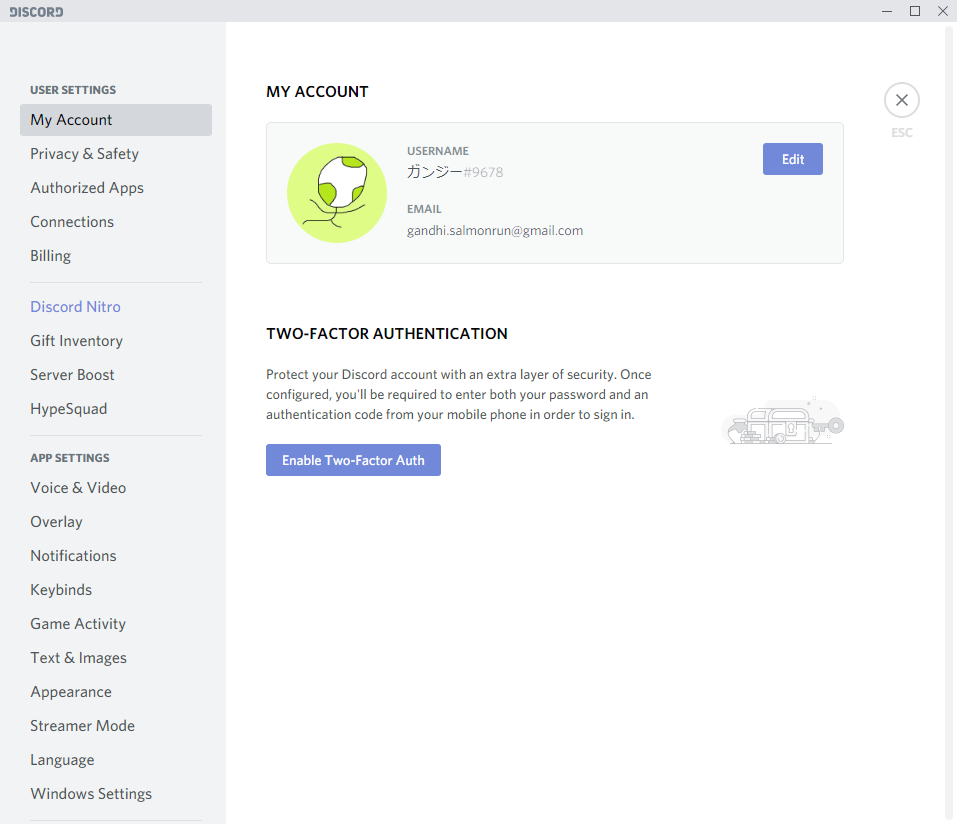 DISCORD
USER SETTINGS
My Account
Privacy & Safety
Authorized Apps
Connections
Billing
Discord Nitro
Gift Inventory
Server Boost
HypeSquad
APP SETTINGS
Voice & Video
Overlay
Notifications
Keybinds
Game Activity
Text & Images
Appearance
Streamer Mode
Language
Windows Settings
MY ACCOUNT
USERNAME
ガンジー#9678
Edit
EMAIL
gandhi.salmonrun@gmail.com
ESC
TWO-FACTOR AUTHENTICATION
Protect your Discord account with an extra layer of security. Once
configured, you'll be required to enter both your password and an
authentication code from your mobile phone in order to sign in.
Enable Two-Factor Auth